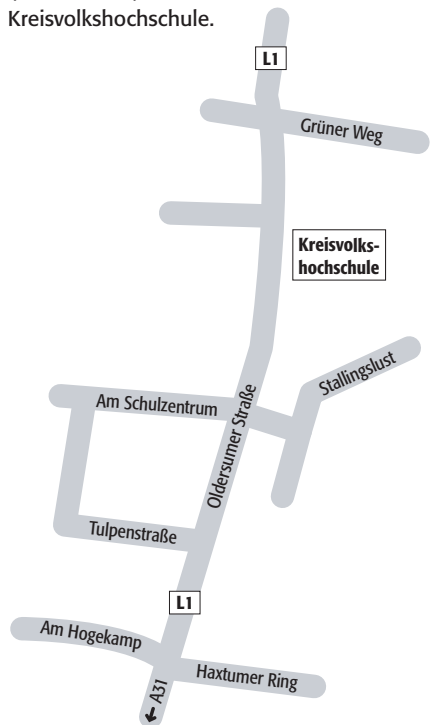 Kreisvolkshochschule.
L1
Grüner Weg
Kreisvolks-
hochschule
Stallingslust
Am Schulzentrum
Oldersumer Straße
Tulpenstraße
L1
Am Hogekamp
Haxtumer Ring
A31